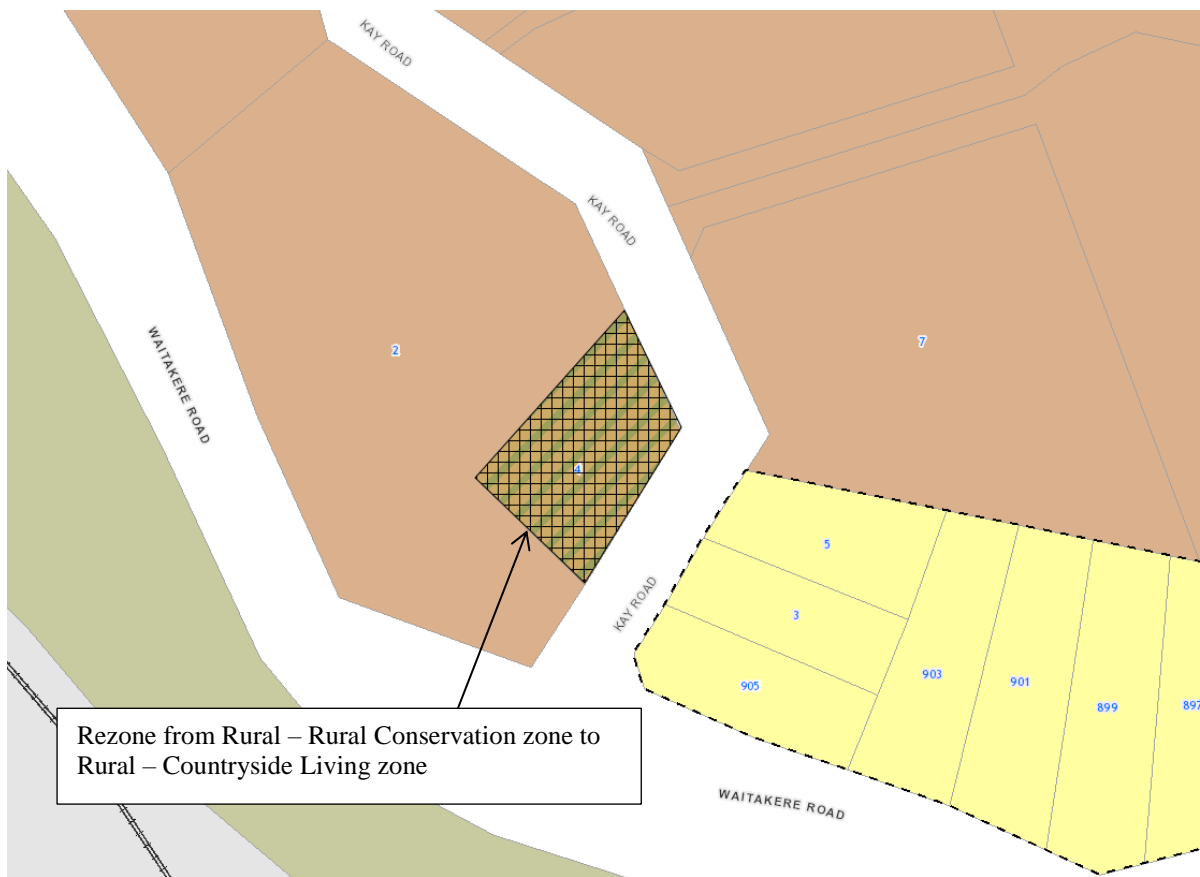 KAY ROAD
KAY ROAD
WAITAKERE ROAD
2
7
4
5
KAY ROAD
3
905
903
901
899
897
Rezone from Rural – Rural Conservation zone to
Rural – Countryside Living zone
WAITAKERE ROAD